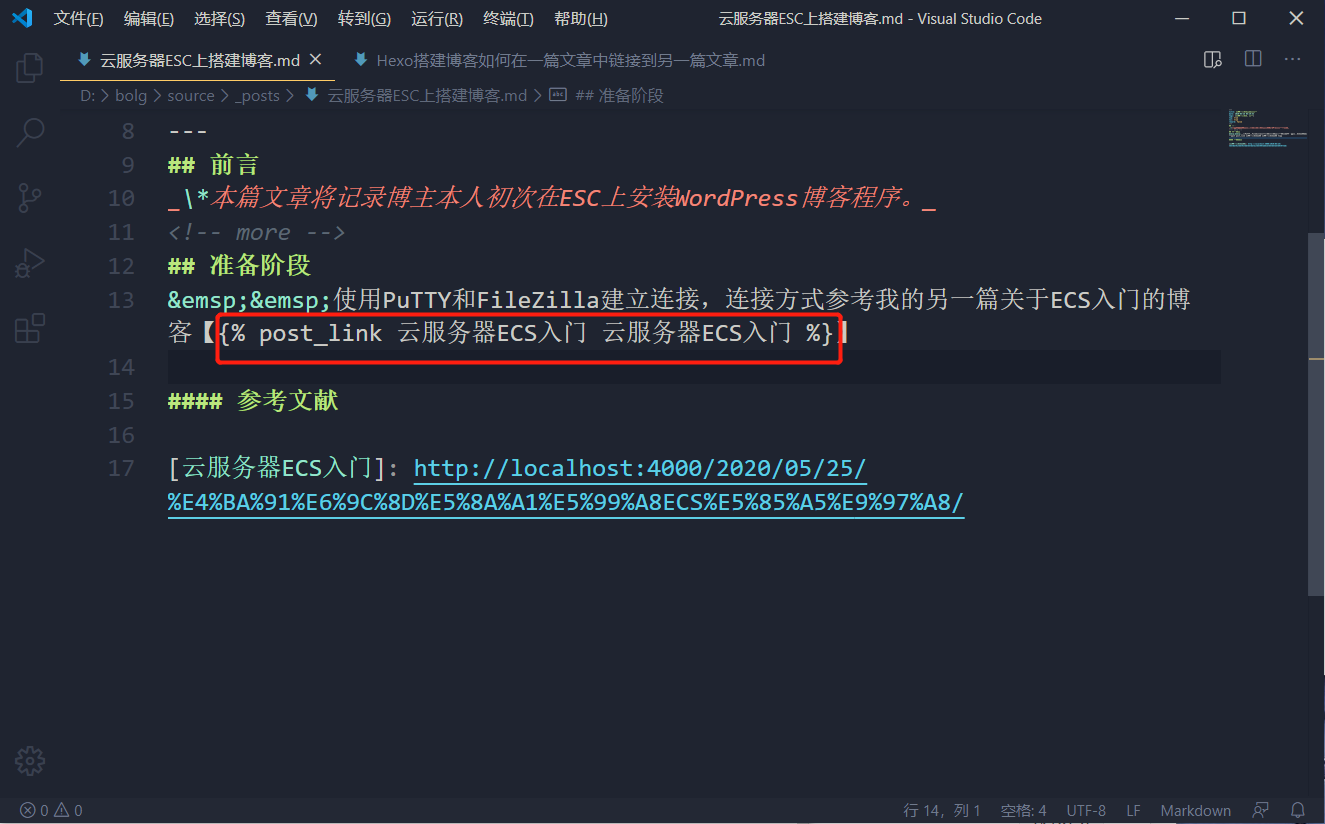 文件(F) 编辑(E) 选择(S) 查看(V) 转到(G) 运行(R) 终端(T) 帮助(H) 云服务器ESC上搭建博客.md - Visual Studio Code
云服务器ESC上搭建博客.md Hexo搭建博客如何在一篇文章中链接到另一篇文章.md
D: > bolg > source > _posts > 云服务器ESC上搭建博客.md > ## 准备阶段
8 ---
9 ## 前言
10 _\*本篇文章将记录博主本人初次在ESC上安装WordPress博客程序。_
11 <!-- more -->
12 ## 准备阶段
13 &emsp;&emsp;使用PuTTY和FileZilla建立连接，连接方式参考我的另一篇关于ECS入门的博
客【{% post_link 云服务器ECS入门 云服务器ECS入门 %}】
14
15 #### 参考文献
16
17 [云服务器ECS入门]: http://localhost:4000/2020/05/25/
%E4%BA%91%E6%9C%8D%E5%8A%A1%E5%99%A8ECS%E5%85%A5%E9%97%A8/
0 0 行 14，列 1 空格: 4 UTF-8 LF Markdown